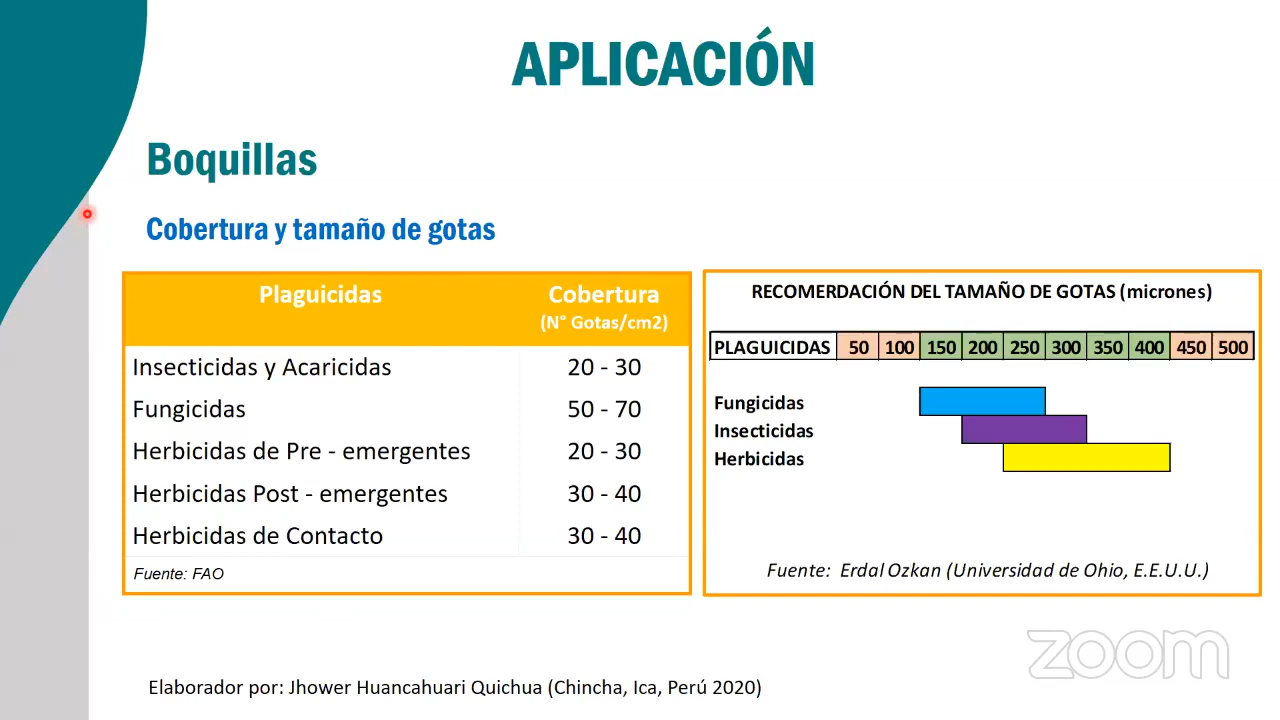 APLICACIÓN
Boquillas
Cobertura y tamaño de gotas
Plaguicidas Cobertura
(N° Gotas/cm2)
Insecticidas y Acaricidas 20 - 30
Fungicidas 50 - 70
Herbicidas de Pre - emergentes 20 - 30
Herbicidas Post - emergentes 30 - 40
Herbicidas de Contacto 30 - 40
Fuente: FAO
RECOMERDACIÓN DEL TAMAÑO DE GOTAS (micrones)
PLAGUICIDAS 50 100 150 200 250 300 350 400 450 500
Fungicidas
Insecticidas
Herbicidas
Fuente: Erdal Ozkan (Universidad de Ohio, E.E.U.U.)
zoom
Elaborador por: Jhower Huancahuari Quichua (Chincha, Ica, Perú 2020)